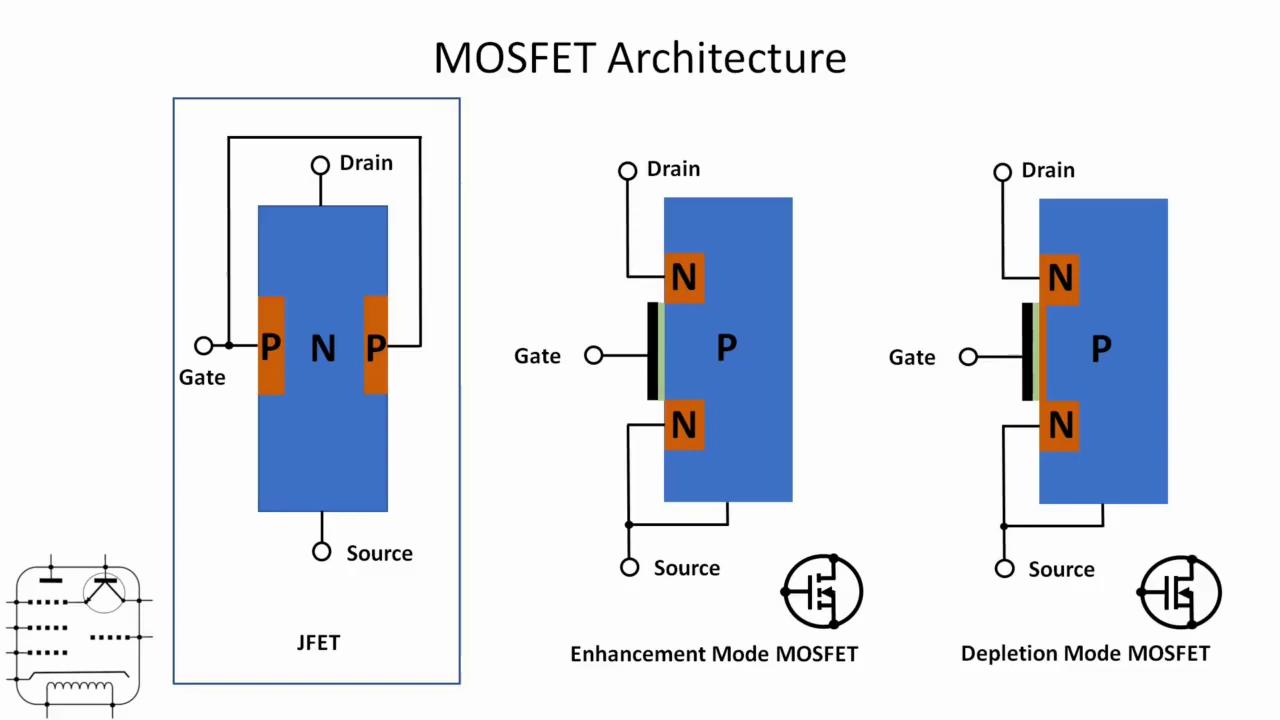 MOSFET Architecture
Drain
P N P
Gate
Source
JFET
Drain
N
Gate
P
N
Source
Enhancement Mode MOSFET
Drain
N
Gate
P
N
Source
Depletion Mode MOSFET